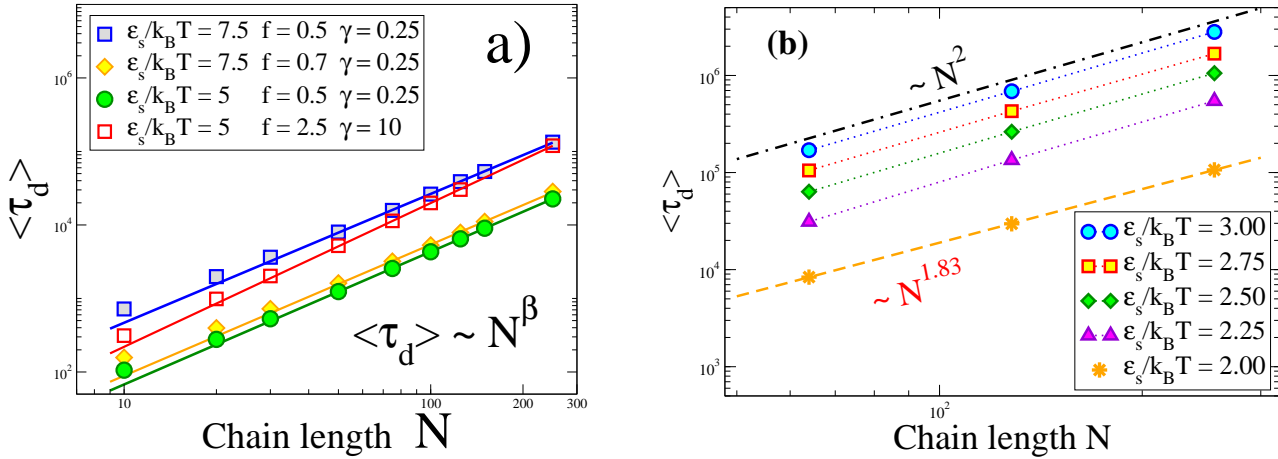 ε_s/k_BT = 7.5 f = 0.5 γ = 0.25
ε_s/k_BT = 7.5 f = 0.7 γ = 0.25
ε_s/k_BT = 5 f = 0.5 γ = 0.25
ε_s/k_BT = 5 f = 2.5 γ = 10
a)
10^6
10^4
10^2
<τ_d>
<τ_d> ~ N^β
10 100 200 300
Chain length N
(b)
~ N^2
10^6
10^5
10^4
10^3
<τ_d>
~ N^1.83
ε_s/k_BT = 3.00
ε_s/k_BT = 2.75
ε_s/k_BT = 2.50
ε_s/k_BT = 2.25
ε_s/k_BT = 2.00
10^2
Chain length N